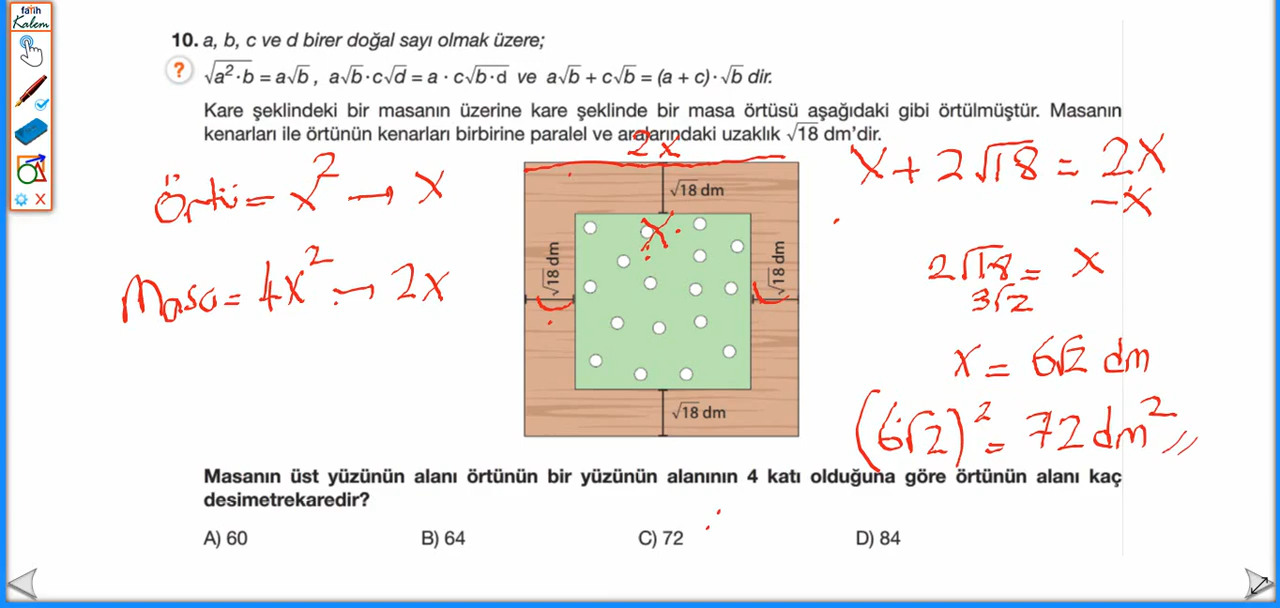 fatih
Kalem
10. a, b, c ve d birer doğal sayı olmak üzere;
? √(a²·b) = a√b , a√b·c√d = a · c√(b·d) ve a√b + c√b = (a + c)·√b dir.
Kare şeklindeki bir masanın üzerine kare şeklinde bir masa örtüsü aşağıdaki gibi örtülmüştür. Masanın
kenarları ile örtünün kenarları birbirine paralel ve aralarındaki uzaklık √18 dm'dir.
2x
Örtü = x² → x
Masa = 4x² → 2x
√18 dm
x
√18 dm
√18 dm
√18 dm
x + 2√18 = 2x
-x
2√18 = x
3√2
x = 6√2 dm
(6√2)² = 72 dm² //
Masanın üst yüzünün alanı örtünün bir yüzünün alanının 4 katı olduğuna göre örtünün alanı kaç
desimetrekaredir?
A) 60 B) 64 C) 72 D) 84